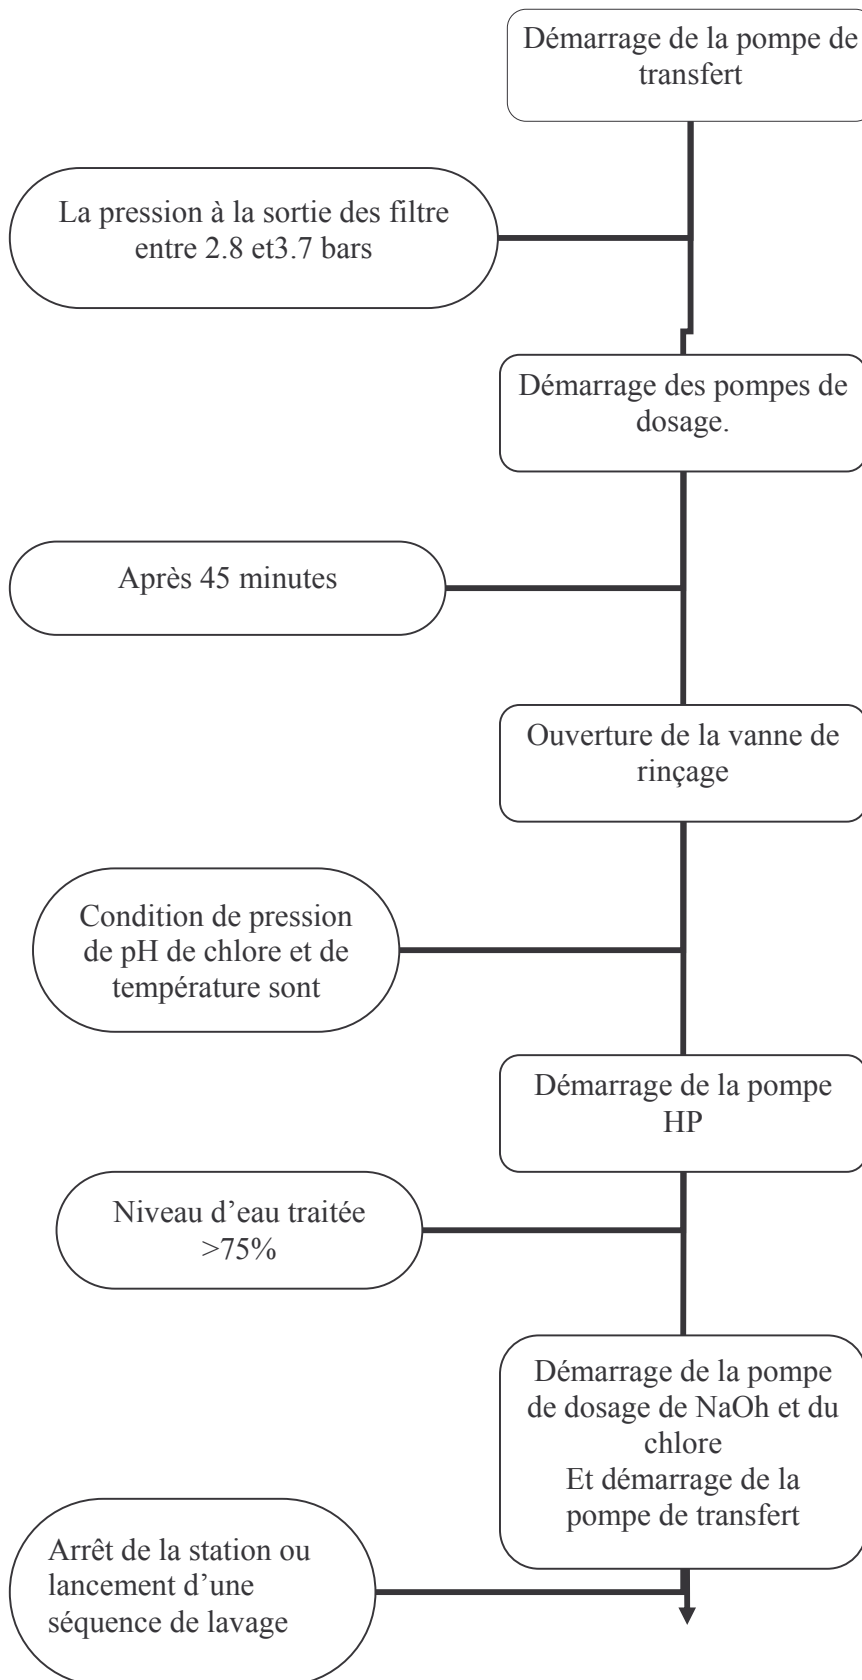 Démarrage de la pompe de
transfert
La pression à la sortie des filtre
entre 2.8 et3.7 bars
Démarrage des pompes de
dosage.
Après 45 minutes
Ouverture de la vanne de
rinçage
Condition de pression
de pH de chlore et de
température sont
Démarrage de la pompe
HP
Niveau d’eau traitée
>75%
Démarrage de la pompe
de dosage de NaOh et du
chlore
Et démarrage de la
pompe de transfert
Arrêt de la station ou
lancement d’une
séquence de lavage